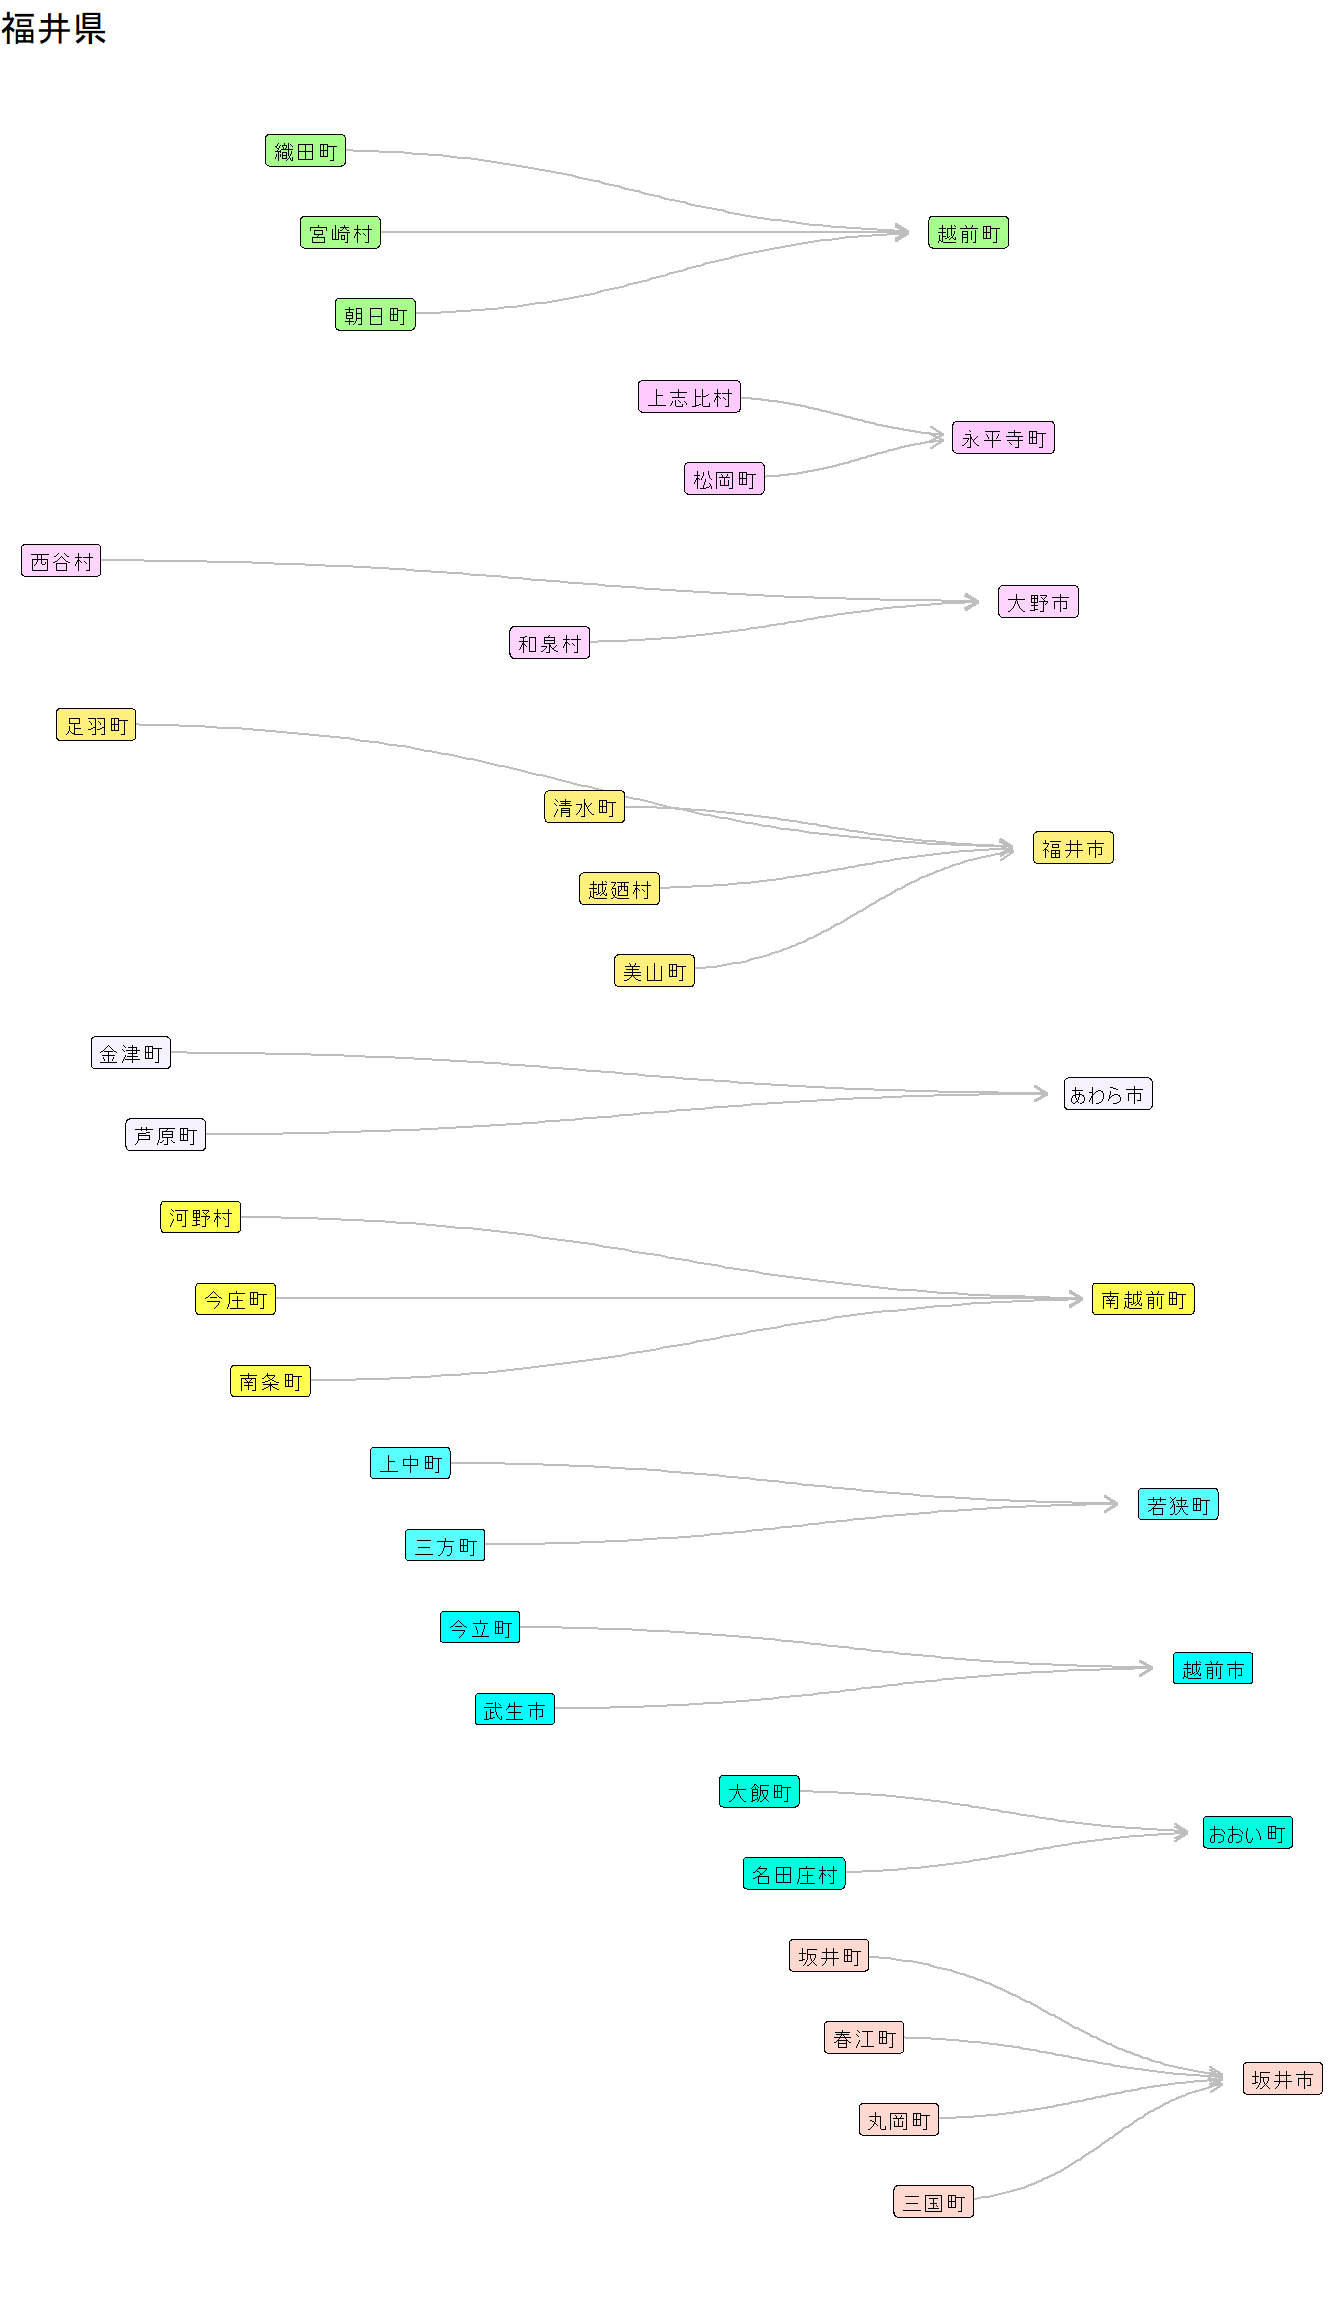 福井県
織田町
宮崎村
越前町
朝日町
上志比村
永平寺町
松岡町
西谷村
大野市
和泉村
足羽町
清水町
福井市
越廼村
美山町
金津町
あわら市
芦原町
河野村
今庄町
南越前町
南条町
上中町
若狭町
三方町
今立町
越前市
武生市
大飯町
おおい町
名田庄村
坂井町
春江町
坂井市
丸岡町
三国町